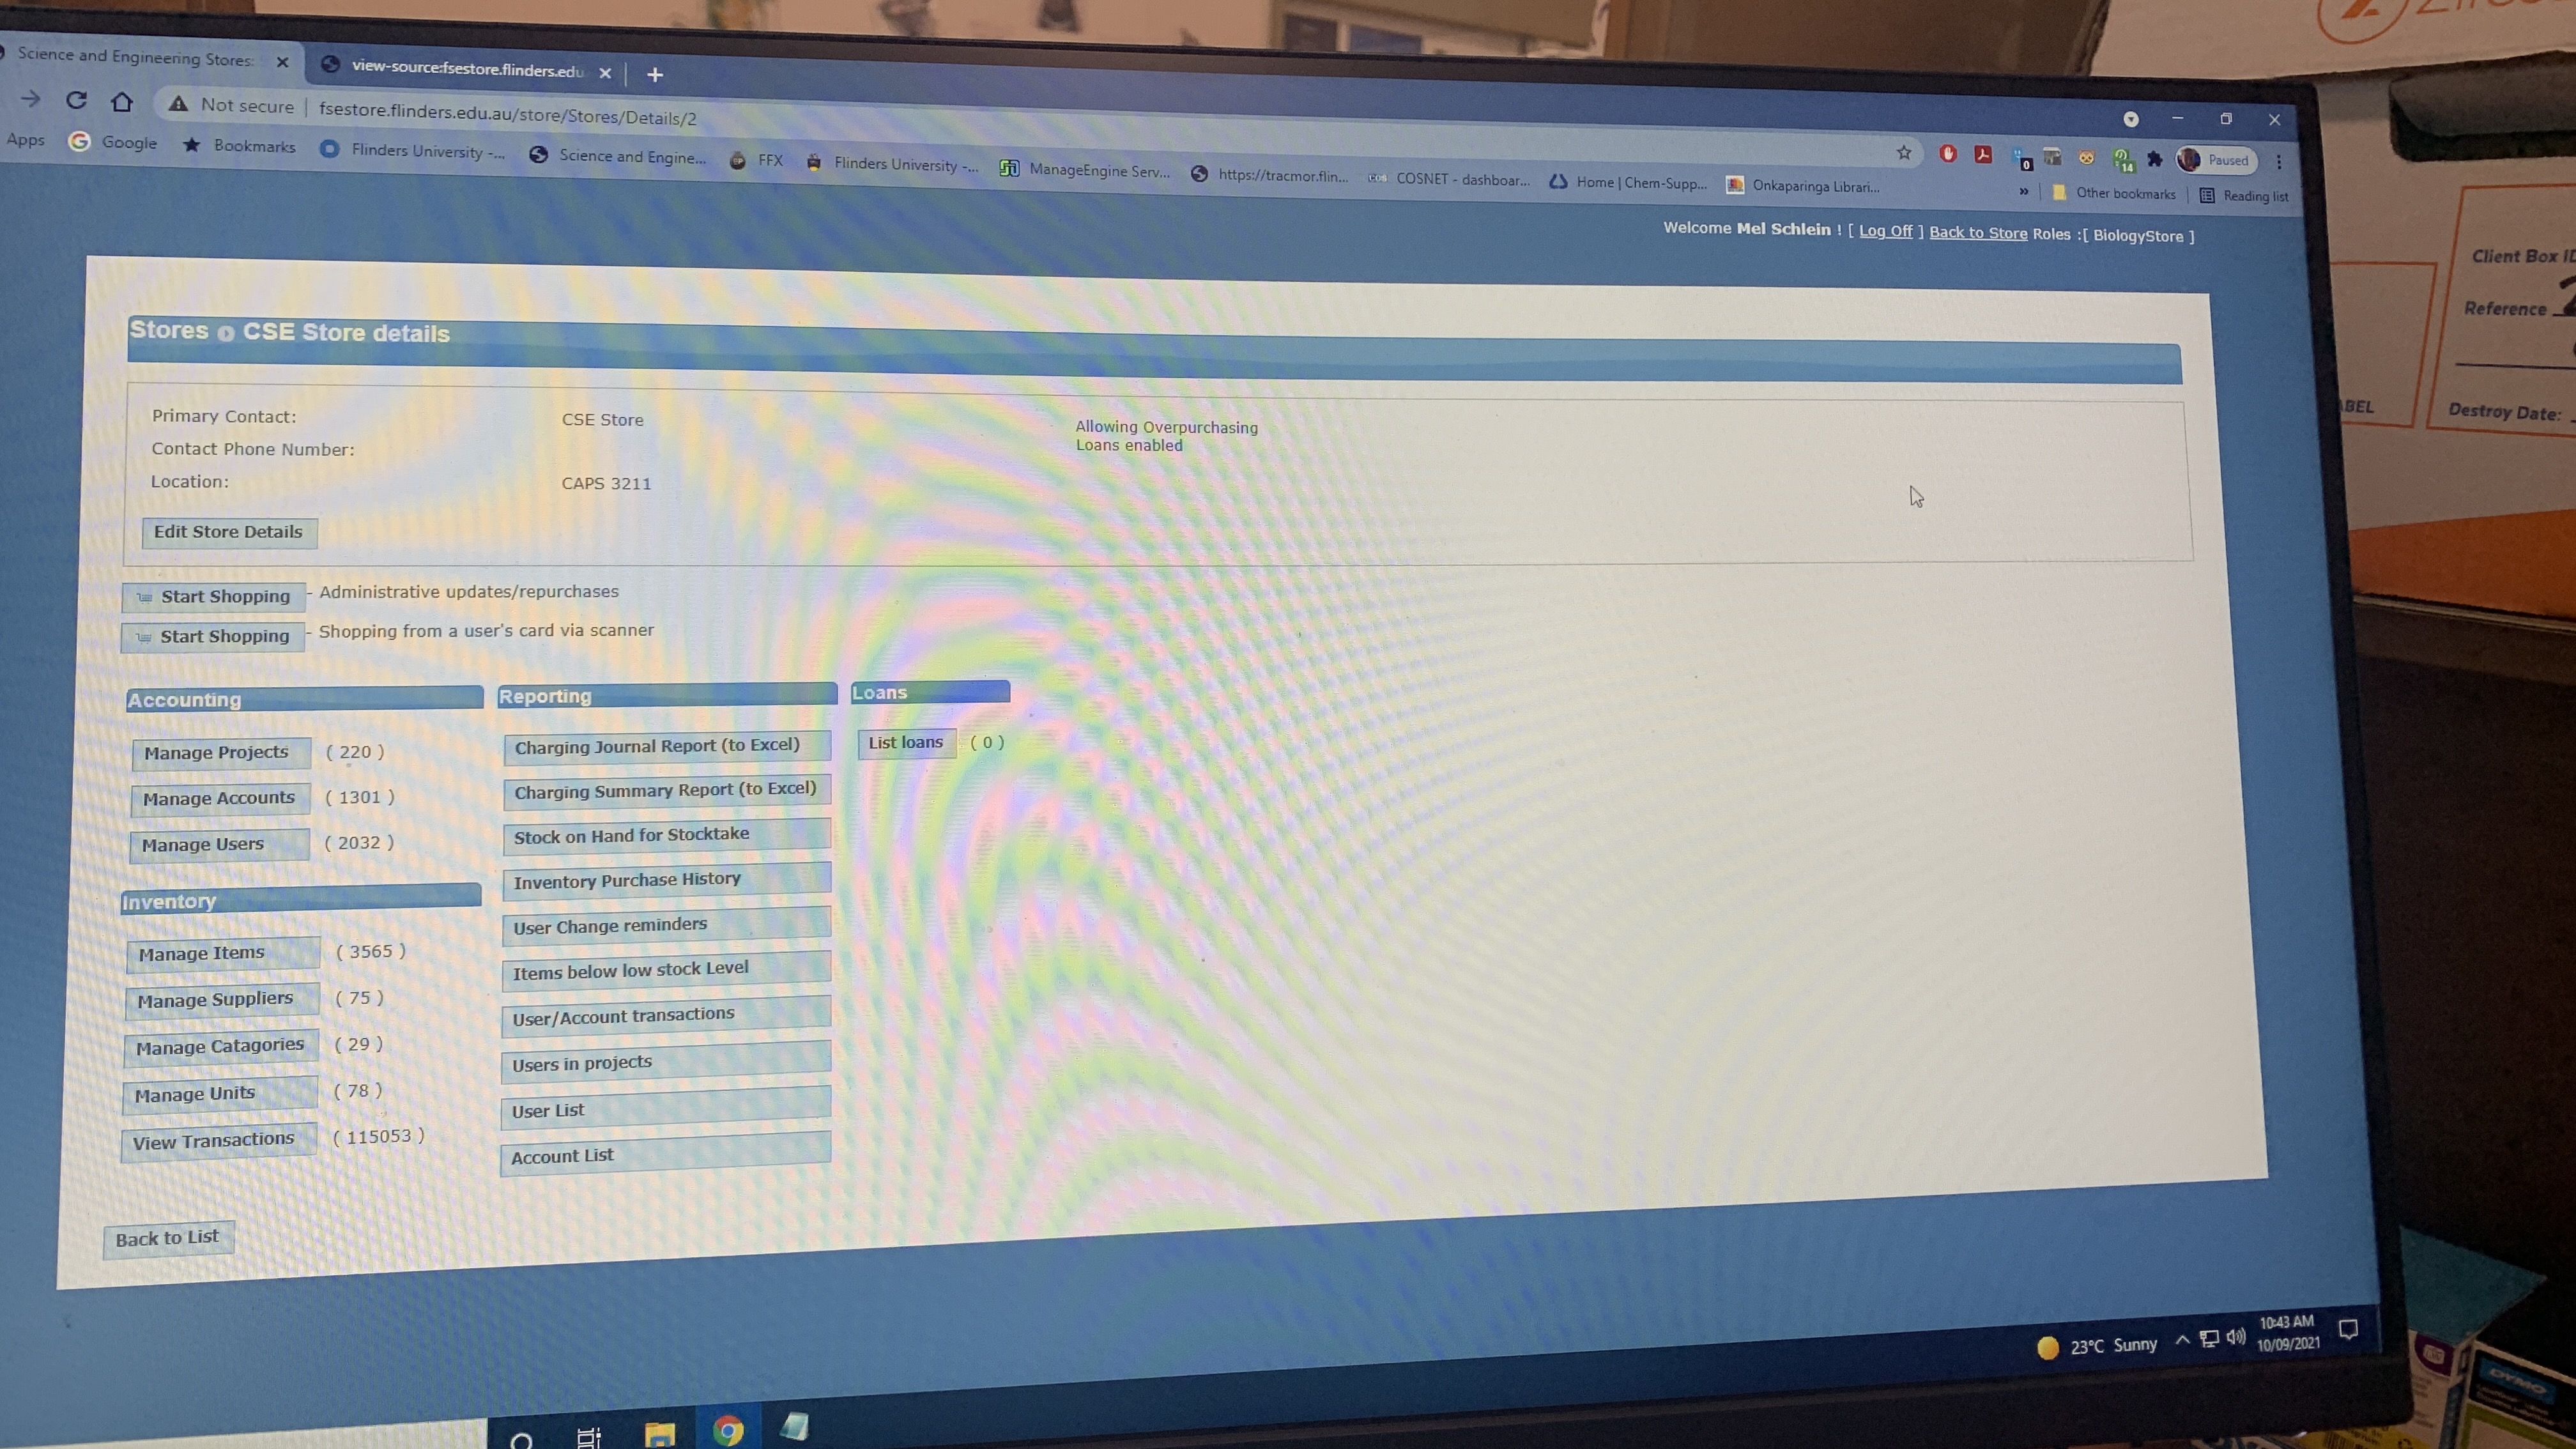 Science and Engineering Stores:
view-source:fsestore.flinders.edu
Not secure | fsestore.flinders.edu.au/store/Stores/Details/2
Apps Google Bookmarks Flinders University -... Science and Engine... FFX Flinders University -... ManageEngine Serv... https://tracmor.flin... COSNET - dashboar... Home | Chem-Supp... Onkaparinga Librari... » Other bookmarks Reading list
0 14 Paused
Welcome Mel Schlein ! [ Log Off ] Back to Store Roles :[ BiologyStore ]
Stores CSE Store details
Primary Contact: CSE Store
Contact Phone Number:
Location: CAPS 3211
Allowing Overpurchasing
Loans enabled
Edit Store Details
Start Shopping - Administrative updates/repurchases
Start Shopping - Shopping from a user's card via scanner
Accounting
Manage Projects ( 220 )
Manage Accounts ( 1301 )
Manage Users ( 2032 )
Inventory
Manage Items ( 3565 )
Manage Suppliers ( 75 )
Manage Catagories ( 29 )
Manage Units ( 78 )
View Transactions ( 115053 )
Reporting
Charging Journal Report (to Excel)
Charging Summary Report (to Excel)
Stock on Hand for Stocktake
Inventory Purchase History
User Change reminders
Items below low stock Level
User/Account transactions
Users in projects
User List
Account List
Loans
List loans ( 0 )
Back to List
23°C Sunny
10:43 AM
10/09/2021
Client Box ID
Reference
Destroy Date:
DYMO